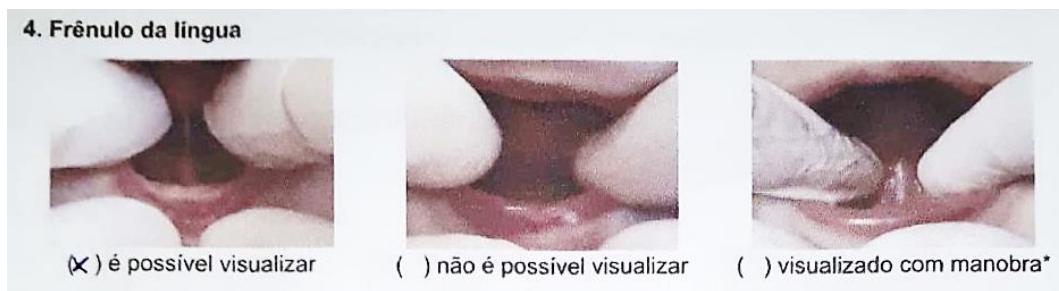 4. Frênulo da língua
(X) é possível visualizar ( ) não é possível visualizar ( ) visualizado com manobra*